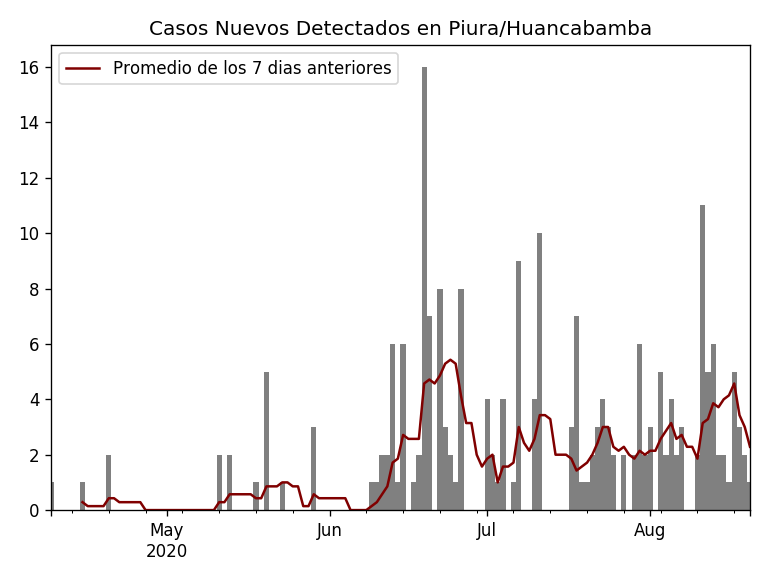 Casos Nuevos Detectados en Piura/Huancabamba
Promedio de los 7 dias anteriores
16
14
12
10
8
6
4
2
0
May
2020
Jun
Jul
Aug